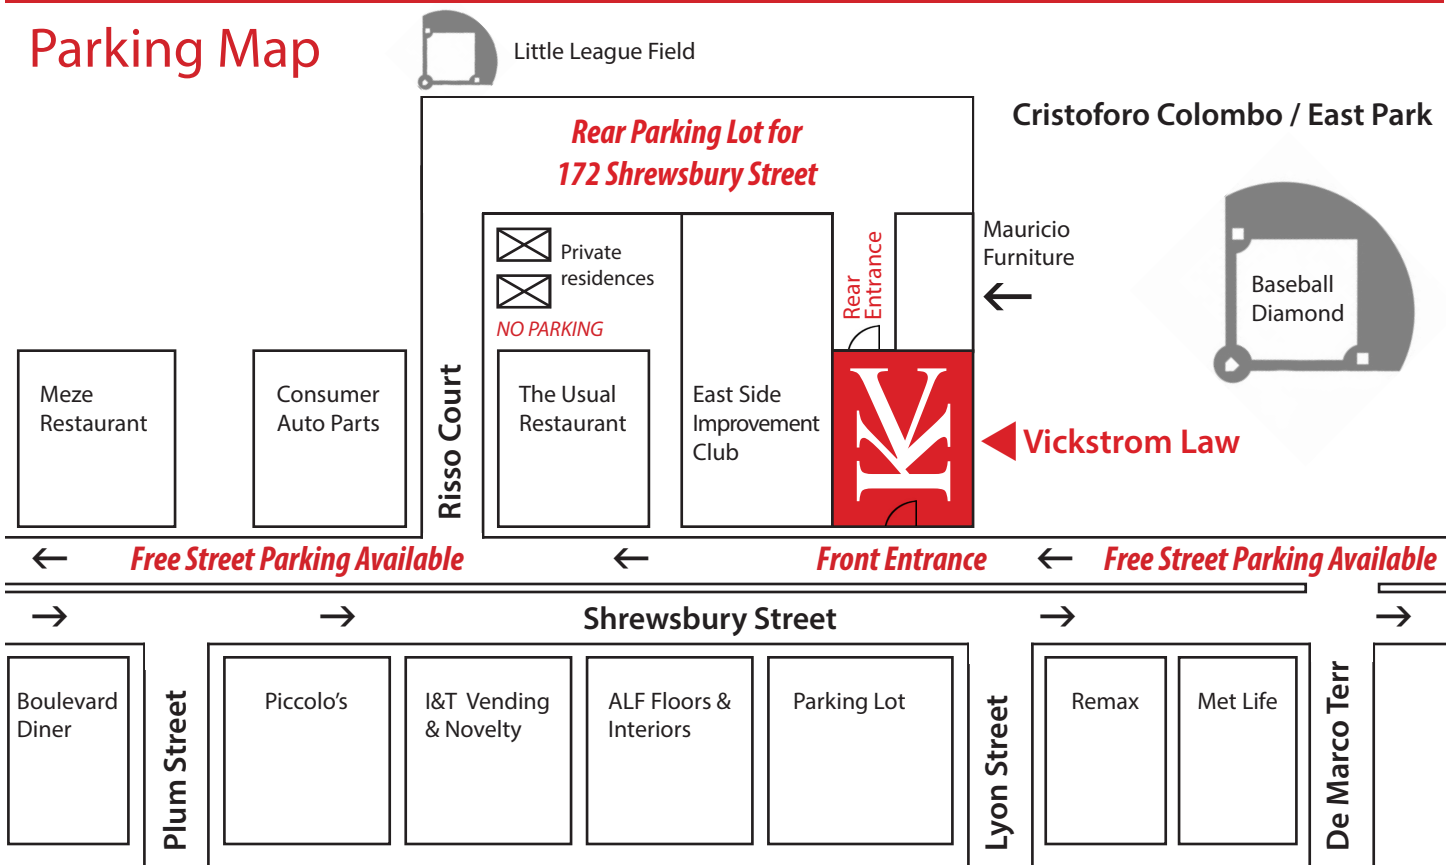 Parking Map
Little League Field
Cristoforo Colombo / East Park
Rear Parking Lot for
172 Shrewsbury Street
Private
residences
NO PARKING
Rear
Entrance
Mauricio
Furniture
Baseball
Diamond
Meze
Restaurant
Consumer
Auto Parts
Risso Court
The Usual
Restaurant
East Side
Improvement
Club
VK
Vickstrom Law
Free Street Parking Available
Front Entrance
Free Street Parking Available
Shrewsbury Street
Boulevard
Diner
Plum Street
Piccolo's
I&T Vending
& Novelty
ALF Floors &
Interiors
Parking Lot
Lyon Street
Remax
Met Life
De Marco Terr